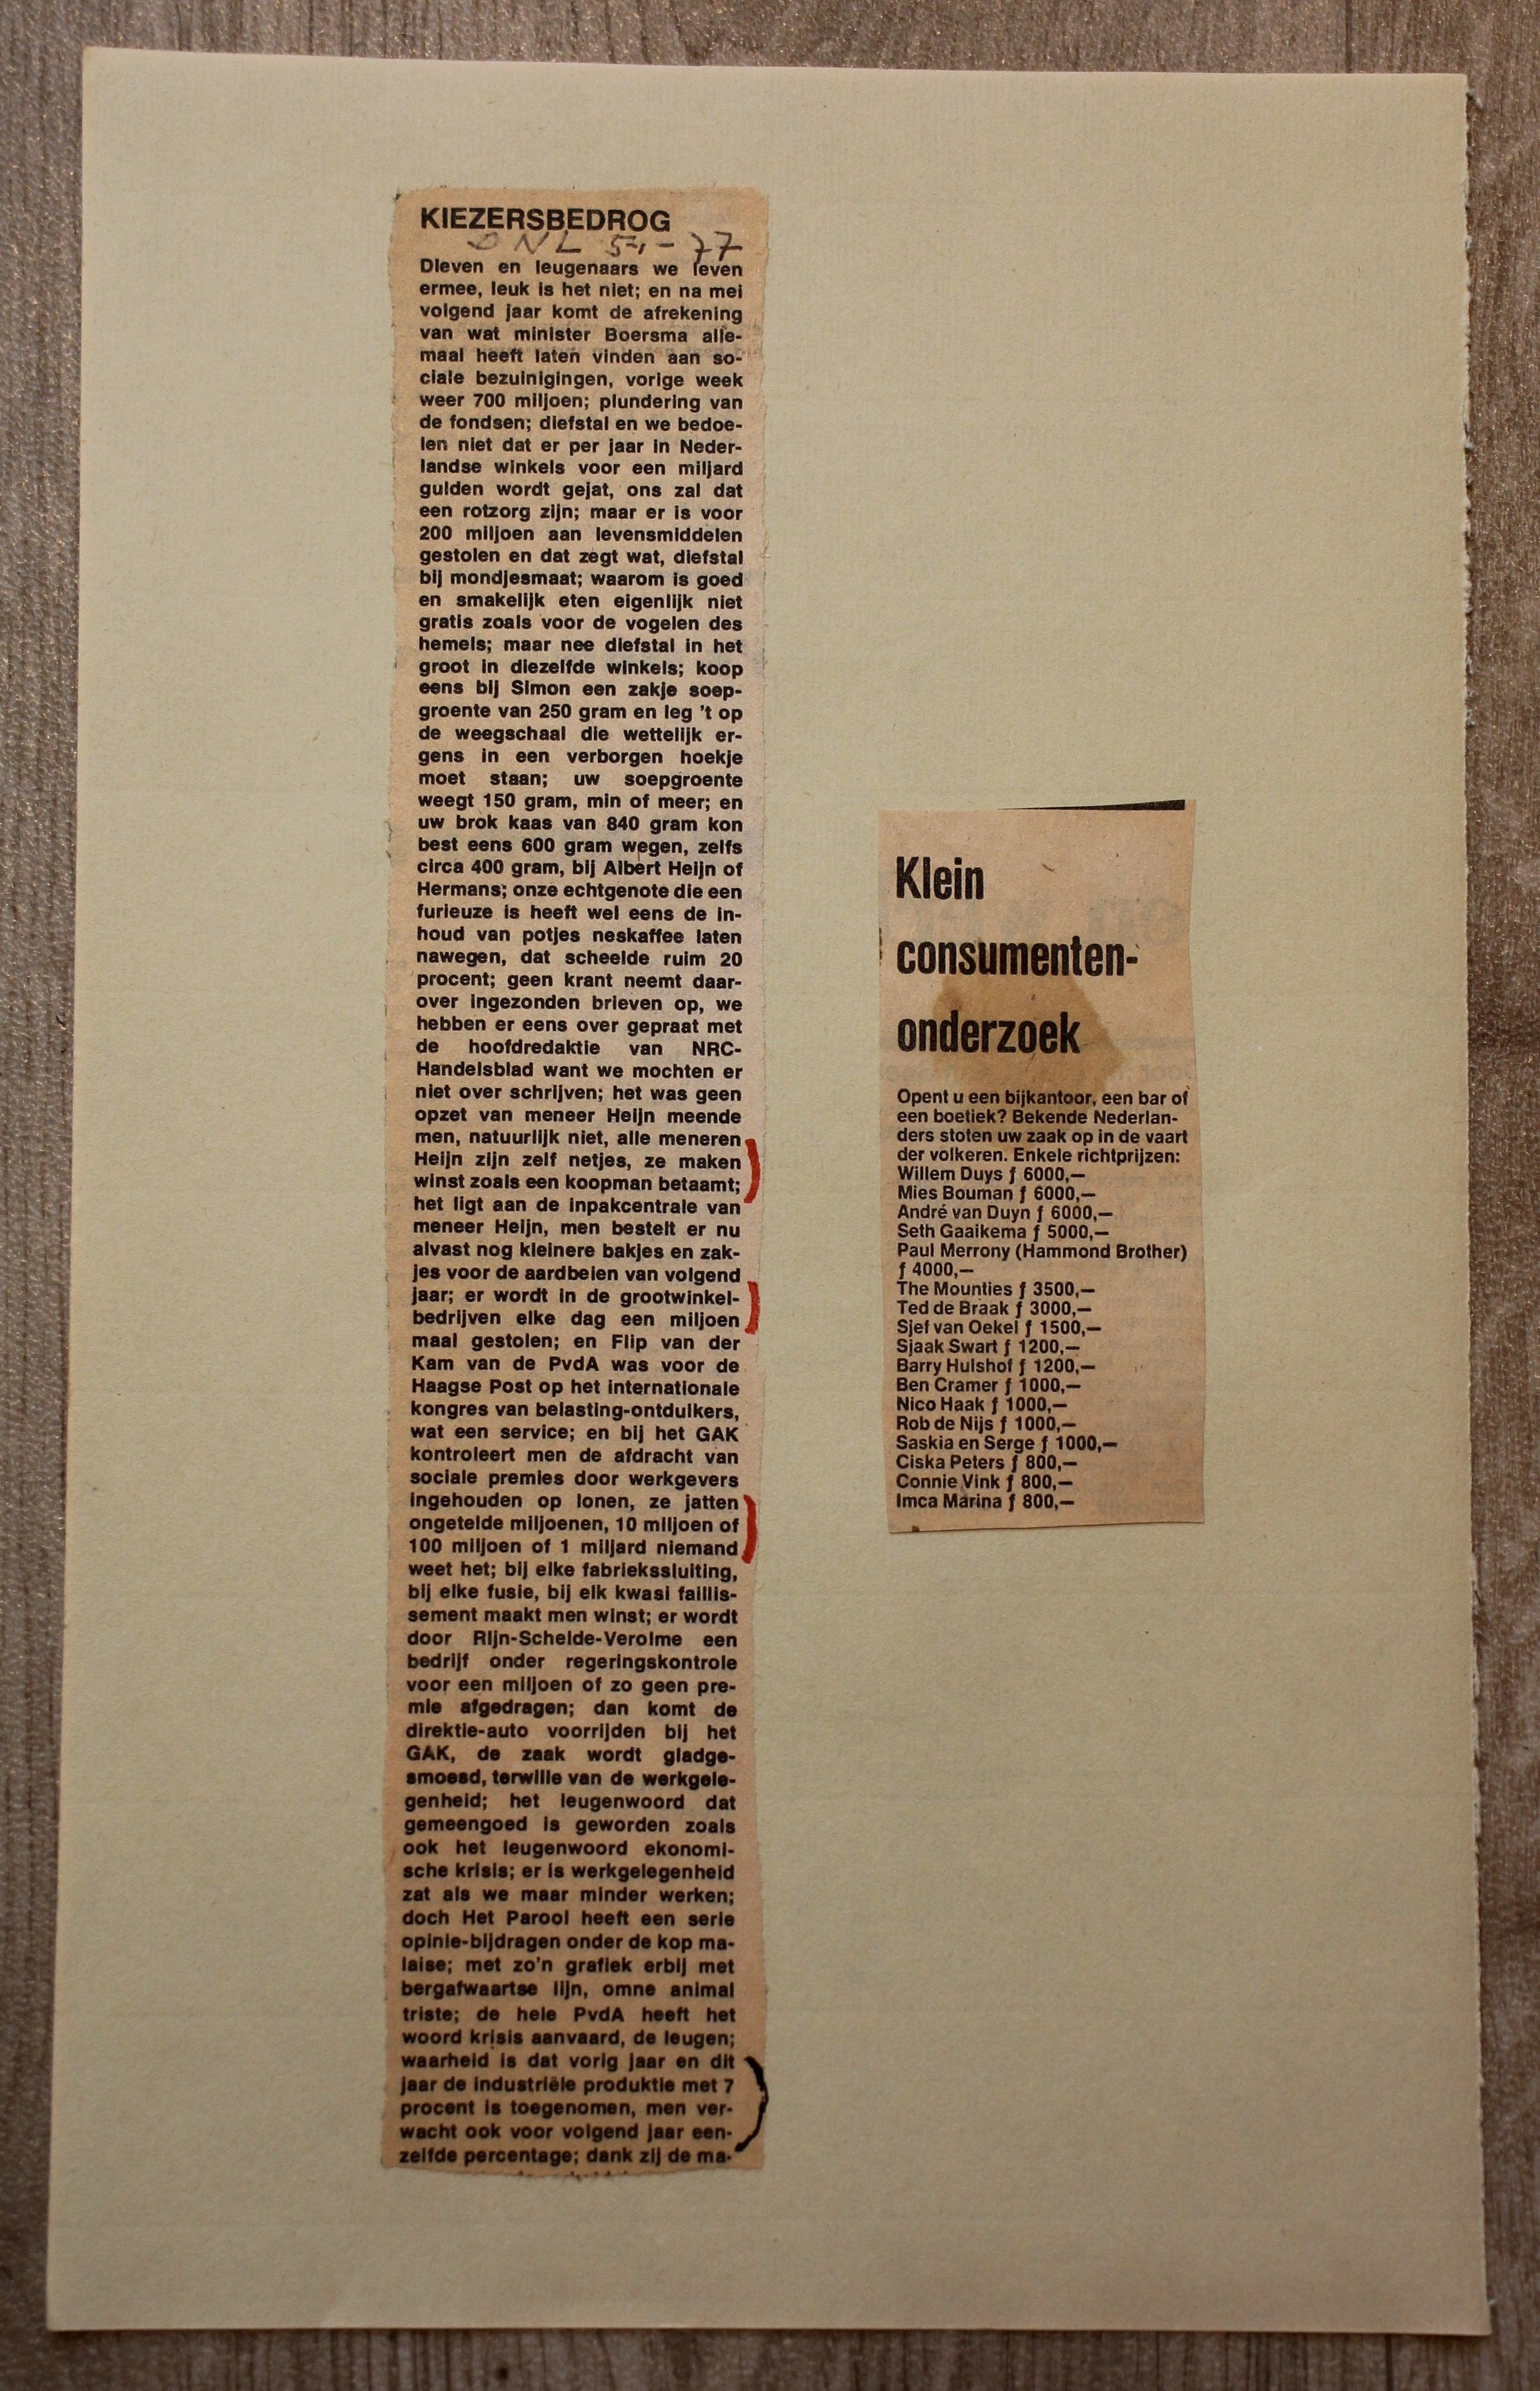 KIEZERSBEDROG
77
Dieven en leugenaars we leven
ermee, leuk is het niet; en na mei
volgend jaar komt de afrekening
van wat minister Boersma alle-
maal heeft laten vinden aan so-
ciale bezuinigingen, vorige week
weer 700 miljoen; plundering van
de fondsen; diefstal en we bedoe-
len niet dat er per jaar in Neder-
landse winkels voor een miljard
gulden wordt gejat, ons zal dat
een rotzorg zijn; maar er is voor
200 miljoen aan levensmiddelen
gestolen en dat zegt wat, diefstal
bij mondjesmaat; waarom is goed
en smakelijk eten eigenlijk niet
gratis zoals voor de vogelen des
hemels; maar nee diefstal in het
groot in diezelfde winkels; koop
eens bij Simon een zakje soep-
groente van 250 gram en leg 't op
de weegschaal die wettelijk er-
gens in een verborgen hoekje
moet staan; uw soepgroente
weegt 150 gram, min of meer; en
uw brok kaas van 840 gram kon
best eens 600 gram wegen, zelfs
circa 400 gram, bij Albert Heijn of
Hermans; onze echtgenote die een
furieuze is heeft wel eens de in-
houd van potjes neskaffee laten
nawegen, dat scheelde ruim 20
procent; geen krant neemt daar-
over ingezonden brieven op, we
hebben er eens over gepraat met
de hoofdredaktie van NRC-
Handelsblad want we mochten er
niet over schrijven; het was geen
opzet van meneer Heijn meende
men, natuurlijk niet, alle meneren
Heijn zijn zelf netjes, ze maken
winst zoals een koopman betaamt;
het ligt aan de inpakcentrale van
meneer Heijn, men bestelt er nu
alvast nog kleinere bakjes en zak-
jes voor de aardbeien van volgend
jaar; er wordt in de grootwinkel-
bedrijven elke dag een miljoen
maal gestolen; en Flip van der
Kam van de PvdA was voor de
Haagse Post op het internationale
kongres van belasting-ontduikers,
wat een service; en bij het GAK
kontroleert men de afdracht van
sociale premies door werkgevers
ingehouden op lonen, ze jatten
ongetelde miljoenen, 10 miljoen of
100 miljoen of 1 miljard niemand
weet het; bij elke fabriekssluiting,
bij elke fusie, bij elk kwasi faillis-
sement maakt men winst; er wordt
door Rijn-Schelde-Verolme een
bedrijf onder regeringskontrole
voor een miljoen of zo geen pre-
mie afgedragen; dan komt de
direktie-auto voorrijden bij het
GAK, de zaak wordt gladge-
smoesd, terwille van de werkgele-
genheid; het leugenwoord dat
gemeengoed is geworden zoals
ook het leugenwoord ekonomi-
sche krisis; er is werkgelegenheid
zat als we maar minder werken;
doch Het Parool heeft een serie
opinie-bijdragen onder de kop ma-
laise; met zo'n grafiek erbij met
bergafwaartse lijn, omne animal
triste; de hele PvdA heeft het
woord krisis aanvaard, de leugen;
waarheid is dat vorig jaar en dit
jaar de industriële produktie met 7
procent is toegenomen, men ver-
wacht ook voor volgend jaar een-
zelfde percentage; dank zij de ma-
Klein
consumenten-
onderzoek
Opent u een bijkantoor, een bar of
een boetiek? Bekende Nederlan-
ders stoten uw zaak op in de vaart
der volkeren. Enkele richtprijzen:
Willem Duys ƒ 6000,—
Mies Bouman ƒ 6000,—
André van Duyn ƒ 6000,—
Seth Gaaikema ƒ 5000,—
Paul Merrony (Hammond Brother)
ƒ 4000,—
The Mounties ƒ 3500,—
Ted de Braak ƒ 3000,—
Sjef van Oekel ƒ 1500,—
Sjaak Swart ƒ 1200,—
Barry Hulshof ƒ 1200,—
Ben Cramer ƒ 1000,—
Nico Haak ƒ 1000,—
Rob de Nijs ƒ 1000,—
Saskia en Serge ƒ 1000,—
Ciska Peters ƒ 800,—
Connie Vink ƒ 800,—
Imca Marina ƒ 800,—